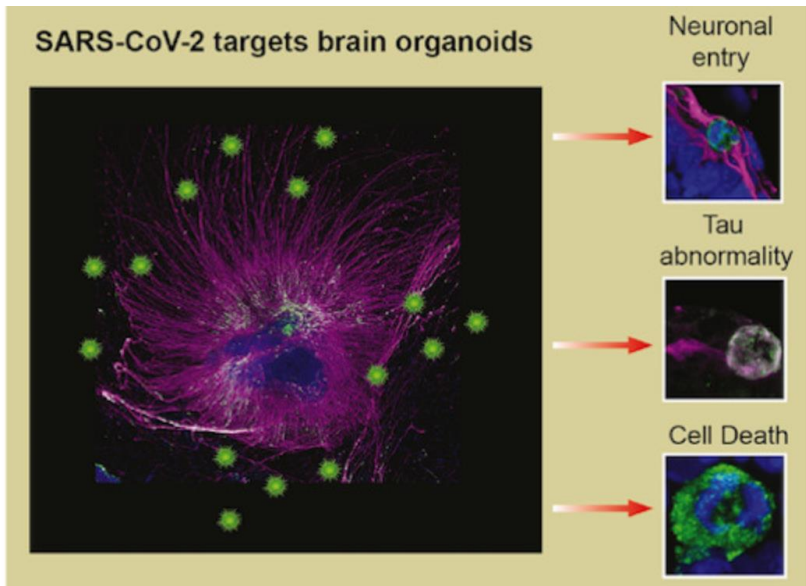 SARS-CoV-2 targets brain organoids
Neuronal
entry
Tau
abnormality
Cell Death